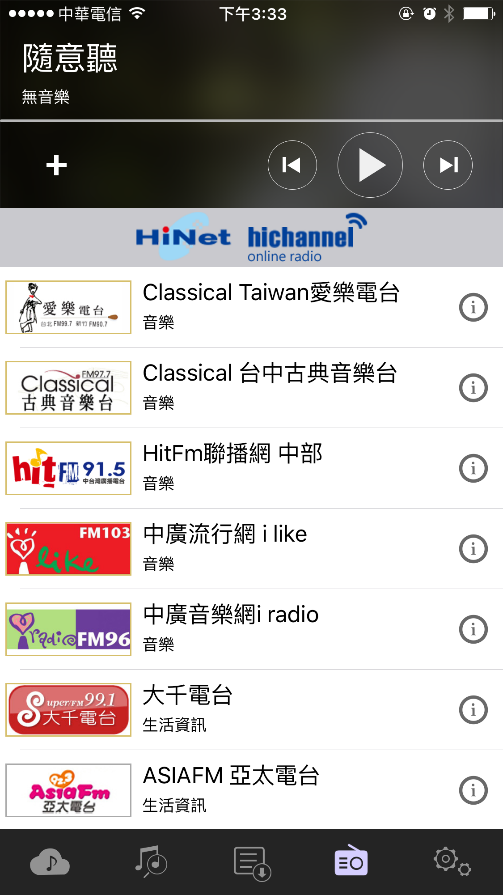 中華電信
下午3:33
隨意聽
無音樂
HiNet hichannel
online radio
愛樂電台
台北 FM99.7 新竹 FM90.7
Classical Taiwan愛樂電台
音樂
FM97.7
Classical
古典音樂台
Classical 台中古典音樂台
音樂
hit FM 91.5
中台灣廣播電台
HitFm聯播網 中部
音樂
FM103
i like
中廣流行網 i like
音樂
i radio FM96
中廣音樂網i radio
音樂
Super/FM 99.1
大千電台
大千電台
生活資訊
AsiaFm
亞太電台
ASIAFM 亞太電台
生活資訊